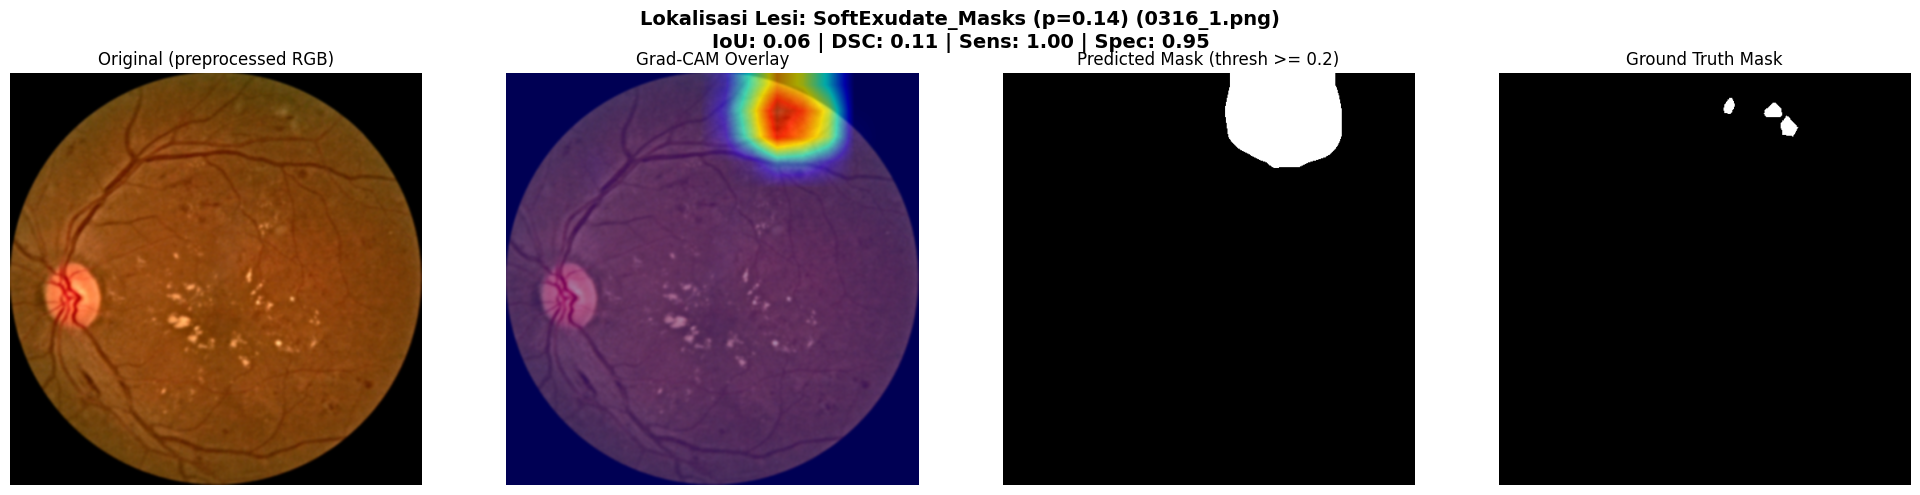 Lokalisasi Lesi: SoftExudate_Masks (p=0.14) (0316_1.png)
IoU: 0.06 | DSC: 0.11 | Sens: 1.00 | Spec: 0.95
Original (preprocessed RGB)
Grad-CAM Overlay
Predicted Mask (thresh >= 0.2)
Ground Truth Mask